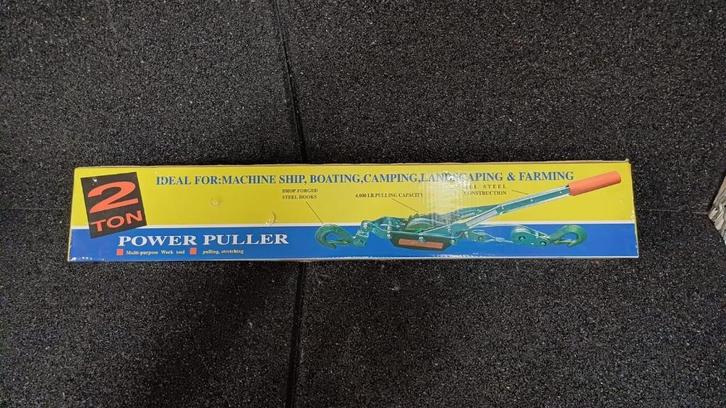 2
TON
IDEAL FOR:MACHINE SHIP, BOATING,CAMPING,LANDSCAPING & FARMING
DROP FORGED
STEEL HOOKS
4,000 LB.PULLING CAPACITY
STEEL
CONSTRUCTION
POWER PULLER
Multi-purpose Work tool
pulling, stretching